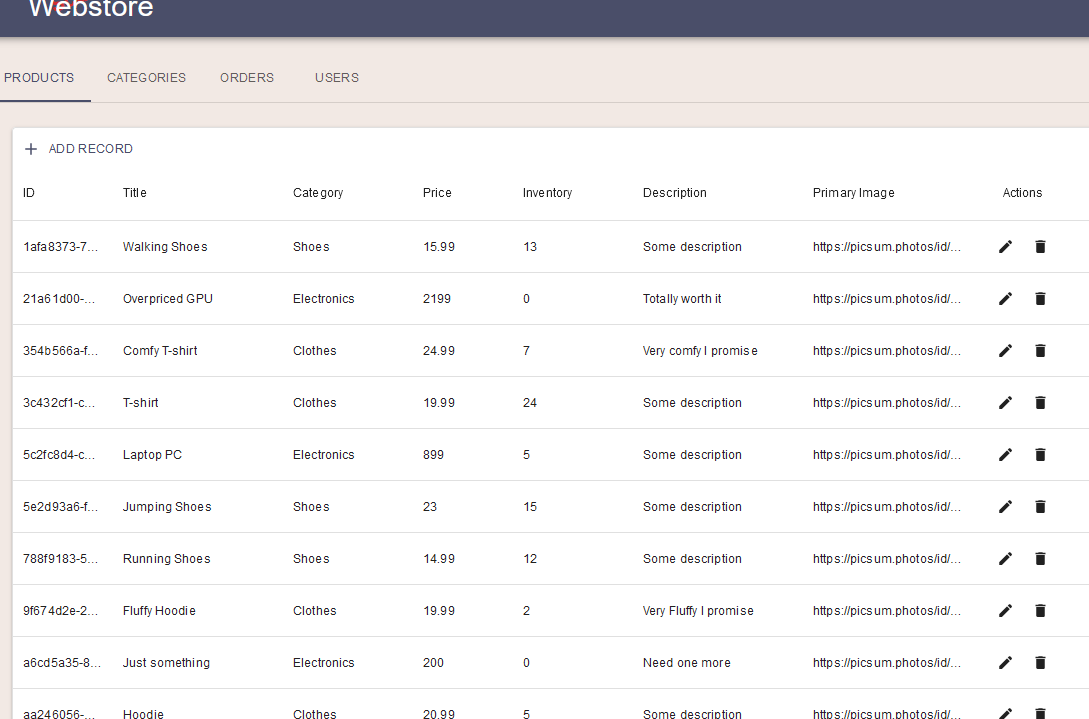 Webstore
PRODUCTS CATEGORIES ORDERS USERS
+ ADD RECORD
ID Title Category Price Inventory Description Primary Image Actions
1afa8373-7... Walking Shoes Shoes 15.99 13 Some description https://picsum.photos/id/...
21a61d00-... Overpriced GPU Electronics 2199 0 Totally worth it https://picsum.photos/id/...
354b566a-f... Comfy T-shirt Clothes 24.99 7 Very comfy I promise https://picsum.photos/id/...
3c432cf1-c... T-shirt Clothes 19.99 24 Some description https://picsum.photos/id/...
5c2fc8d4-c... Laptop PC Electronics 899 5 Some description https://picsum.photos/id/...
5e2d93a6-f... Jumping Shoes Shoes 23 15 Some description https://picsum.photos/id/...
788f9183-5... Running Shoes Shoes 14.99 12 Some description https://picsum.photos/id/...
9f674d2e-2... Fluffy Hoodie Clothes 19.99 2 Very Fluffy I promise https://picsum.photos/id/...
a6cd5a35-8... Just something Electronics 200 0 Need one more https://picsum.photos/id/...
aa246056-... Hoodie Clothes 20.99 5 Some description https://picsum.photos/id/...